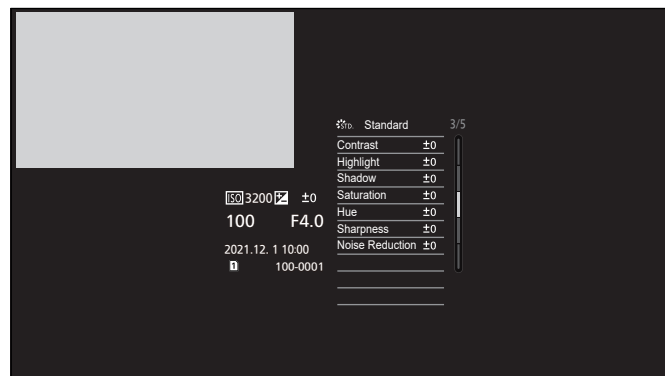 STD. Standard 3/5
Contrast ±0
Highlight ±0
Shadow ±0
Saturation ±0
Hue ±0
Sharpness ±0
Noise Reduction ±0
ISO 3200 ±0
100 F4.0
2021.12. 1 10:00
1 100-0001